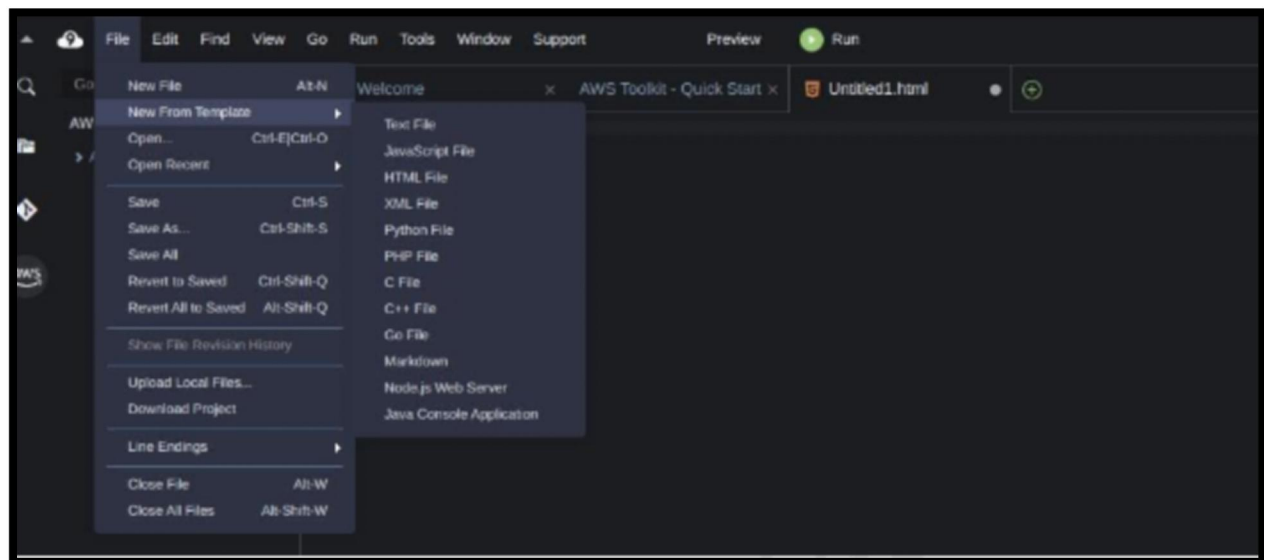 File Edit Find View Go Run Tools Window Support Preview Run
Go
Welcome × AWS Toolkit - Quick Start × Untitled1.html
AW
aws
New File Alt-N
New From Template
Open... Ctrl-E|Ctrl-O
Open Recent
Save Ctrl-S
Save As... Ctrl-Shift-S
Save All
Revert to Saved Ctrl-Shift-Q
Revert All to Saved Alt-Shift-Q
Show File Revision History
Upload Local Files...
Download Project
Line Endings
Close File Alt-W
Close All Files Alt-Shift-W
Text File
JavaScript File
HTML File
XML File
Python File
PHP File
C File
C++ File
Go File
Markdown
Node.js Web Server
Java Console Application